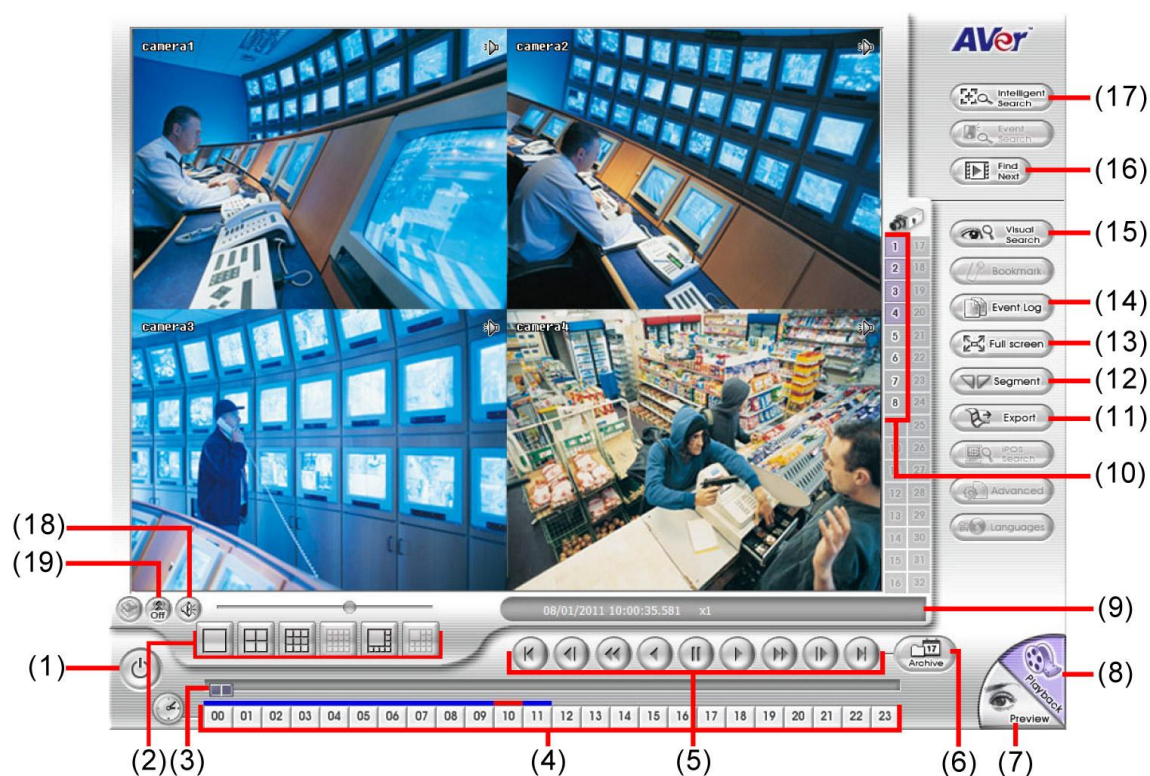 camera1
camera2
AVer
Intelligent Search
(17)
Event Search
Find Next
(16)
Visual Search
(15)
1 17
2 18
3 19
4 20
5 21
6 22
7 23
8 24
25
26
27
12 28
13 29
14 30
15 31
16 32
Bookmark
Event Log
(14)
camera3
camera4
Full screen
(13)
Segment
(12)
Export
(11)
iPOS Search
(10)
Advanced
Languages
(18)
(19)
Off
08/01/2011 10:00:35.581 x1
(9)
(1)
17
Archive
Playback
(8)
Preview
00 01 02 03 04 05 06 07 08 09 10 11 12 13 14 15 16 17 18 19 20 21 22 23
(2)(3)
(4)
(5)
(6)
(7)